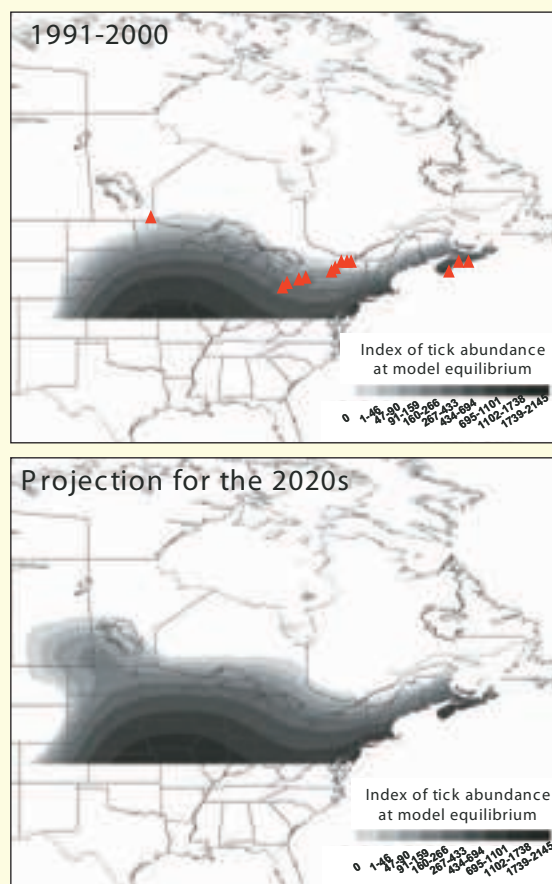 1991-2000
Index of tick abundance
at model equilibrium
0 1-46 47-90 91-159 160-266 267-433 434-694 695-1101 1102-1738 1739-2145
Projection for the 2020s
Index of tick abundance
at model equilibrium
0 1-46 47-90 91-159 160-266 267-433 434-694 695-1101 1102-1738 1739-2145